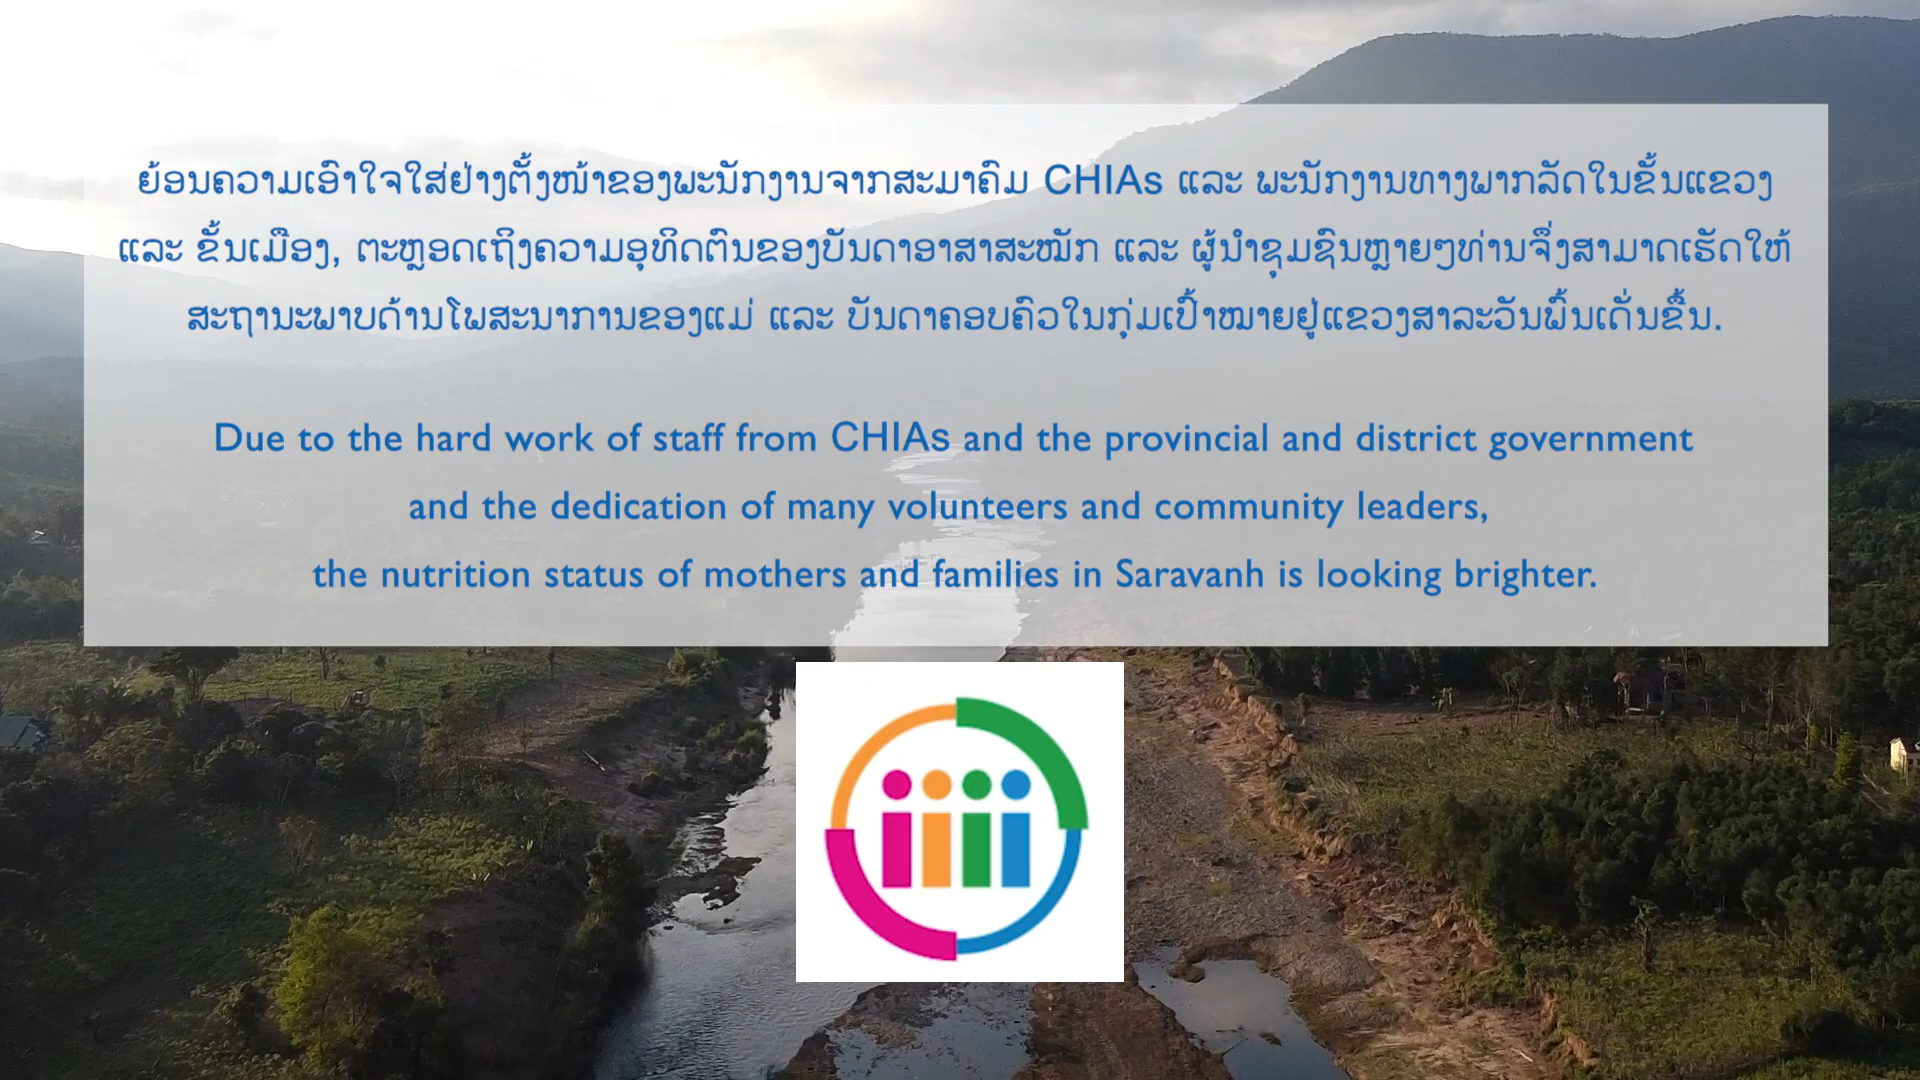 ຍ້ອນຄວາມເອົາໃຈໃສ່ຢ່າງຕັ້ງໜ້າຂອງພະນັກງານຈາກສະມາຄົມ CHIAs ແລະ ພະນັກງານທາງພາກລັດໃນຂັ້ນແຂວງ
ແລະ ຂັ້ນເມືອງ, ຕະຫຼອດເຖິງຄວາມອຸທິດຕົນຂອງບັນດາອາສາສະໝັກ ແລະ ຜູ້ນໍາຊຸມຊົນຫຼາຍໆທ່ານຈຶ່ງສາມາດເຮັດໃຫ້
ສະຖານະພາບດ້ານໂພສະນາການຂອງແມ່ ແລະ ບັນດາຄອບຄົວໃນກຸ່ມເປົ້າໝາຍຢູ່ແຂວງສາລະວັນພົ້ນເດັ່ນຂຶ້ນ.
Due to the hard work of staff from CHIAs and the provincial and district government
and the dedication of many volunteers and community leaders,
the nutrition status of mothers and families in Saravanh is looking brighter.